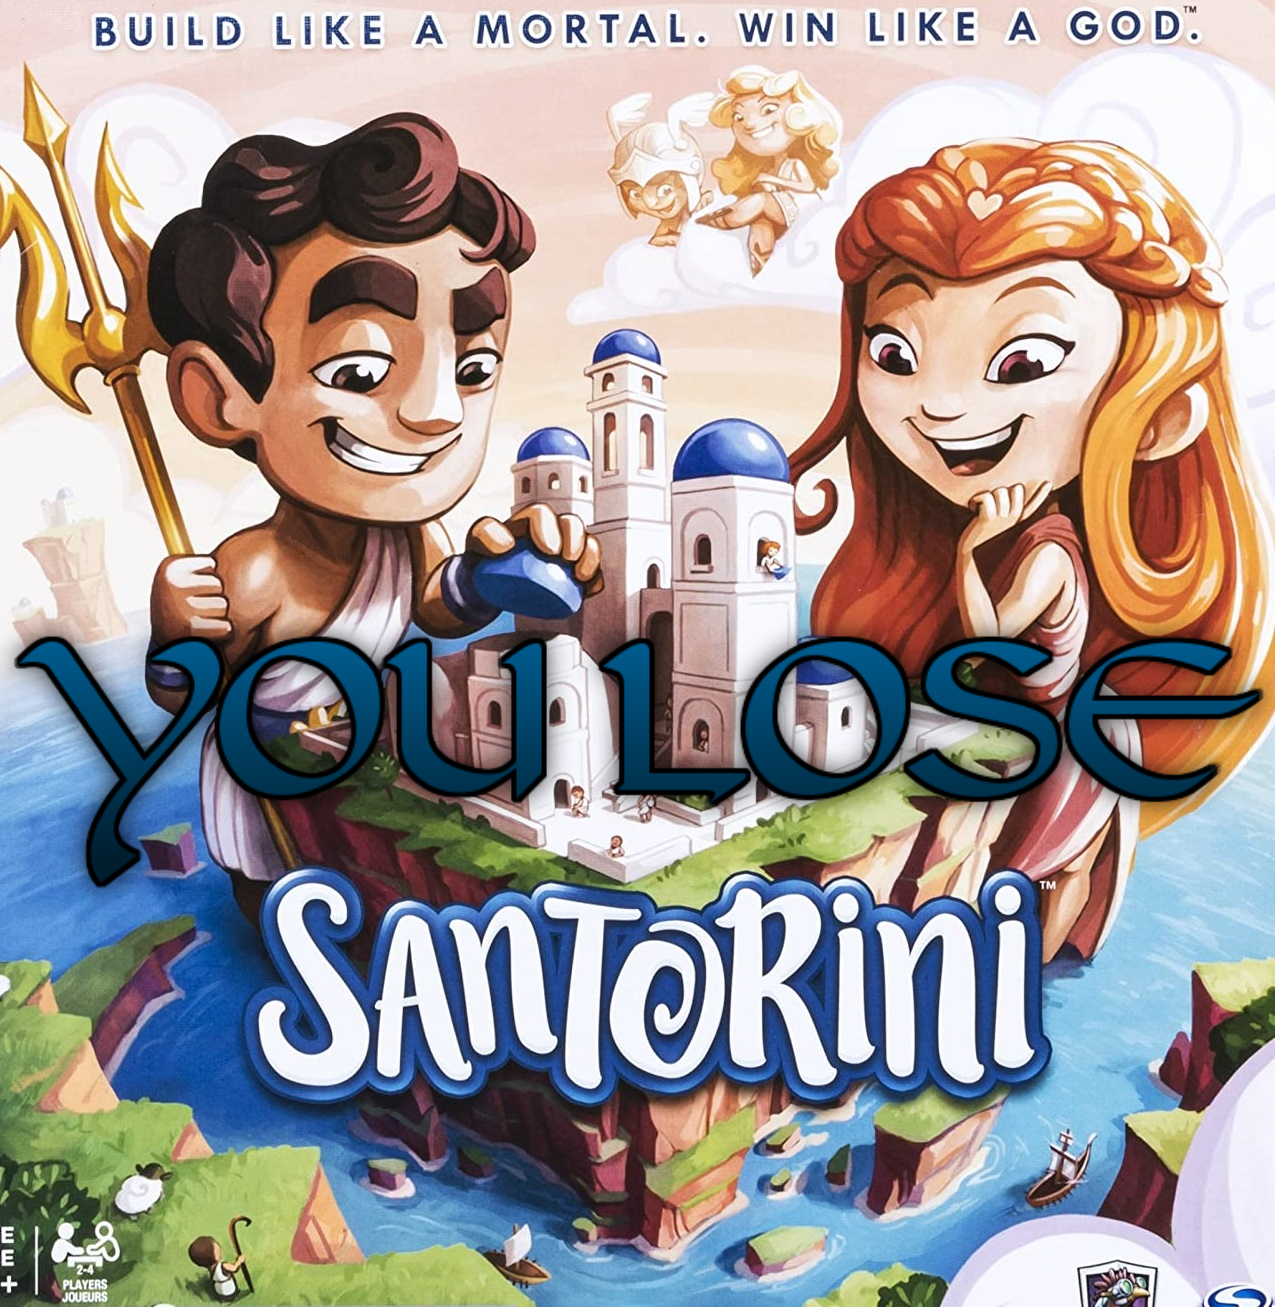 BUILD LIKE A MORTAL. WIN LIKE A GOD.™
YOU LOSE
SANTORINI™
E
E
+
2-4
PLAYERS
JOUEURS